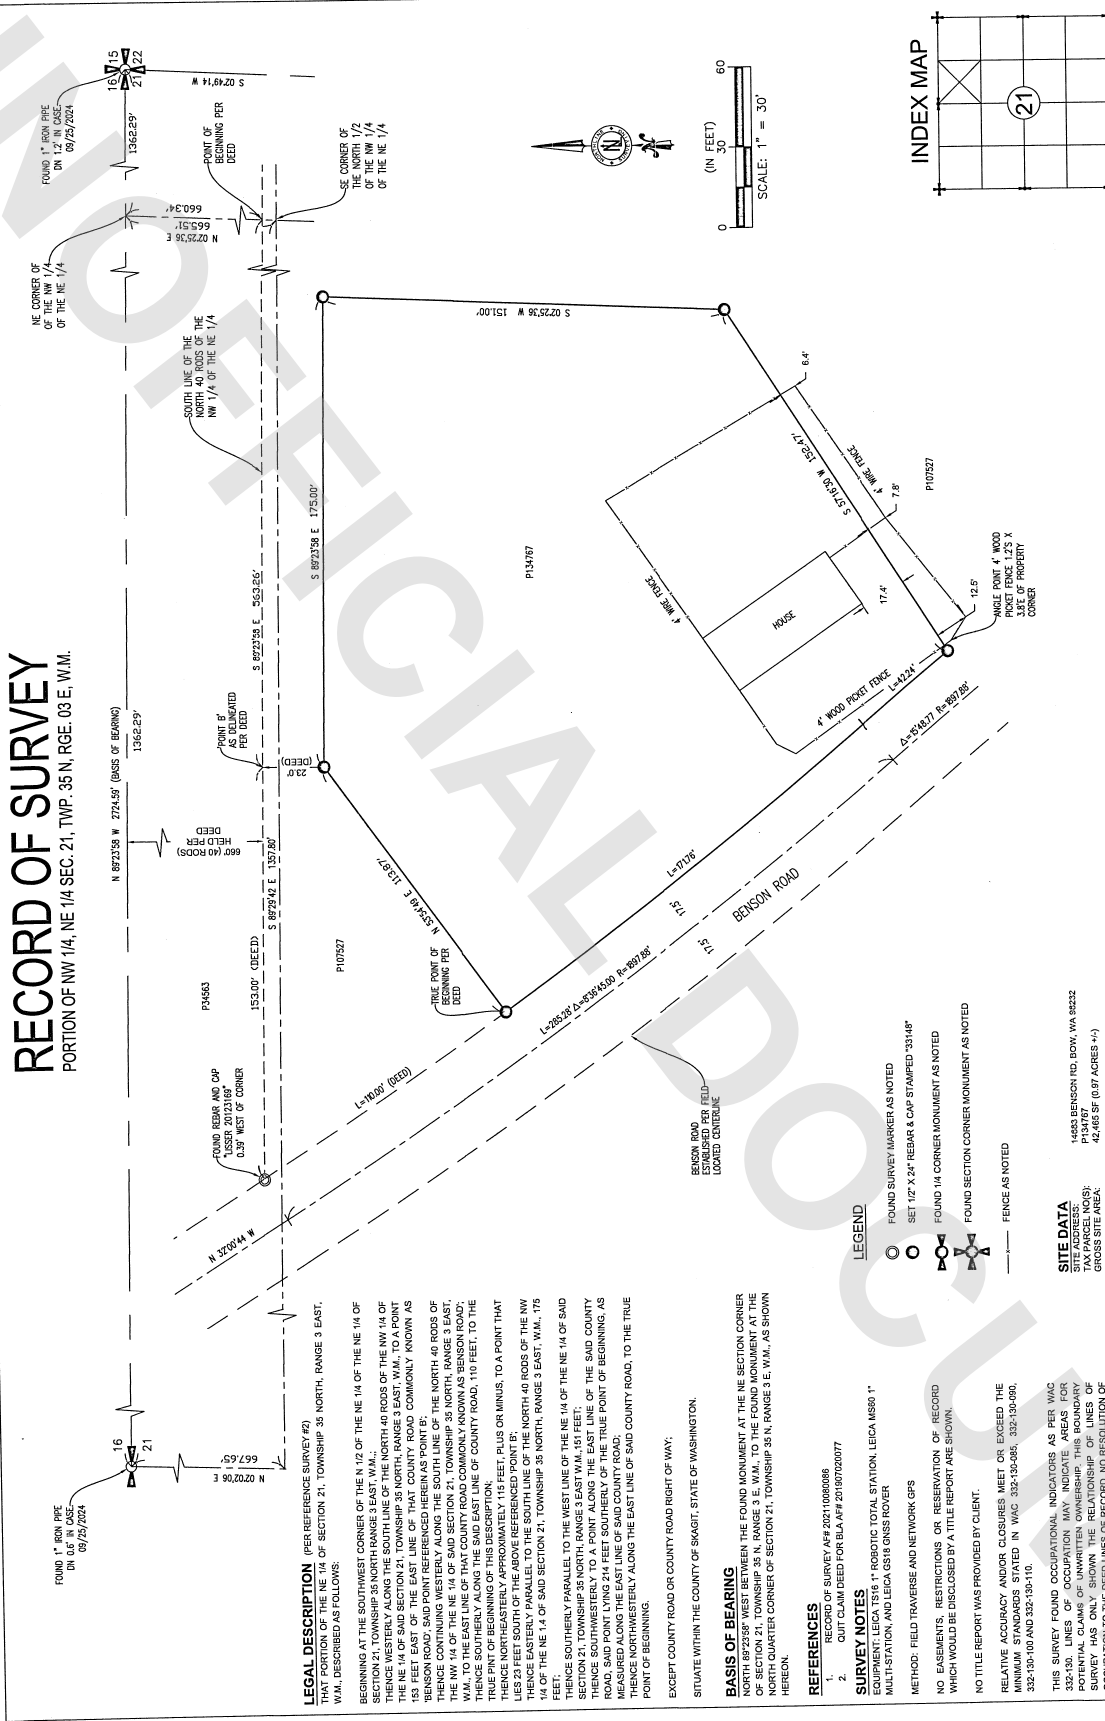 RECORD OF SURVEY
PORTION OF NW 1/4, NE 1/4 SEC. 21, TWP. 35 N, RGE. 03 E, W.M.
FOUND 1" IRON PIPE
DN 0.6' IN CASE
09/25/2024
16
21
N 02°02'06 E
667.65'
N 89°23'58 W 2724.59' (BASIS OF BEARING)
1362.29'
NE CORNER OF
OF THE NW 1/4
OF THE NE 1/4
1362.29'
FOUND 1" IRON PIPE
DN 1.2' IN CASE
09/25/2024
16 15
21 22
S 02°49'14 W
660.34'
665.51'
N 02°25'36 E
POINT OF
BEGINNING PER
DEED
SE CORNER OF
THE NORTH 1/2
OF THE NW 1/4
OF THE NE 1/4
SOUTH LINE OF THE
NORTH 40 RODS OF THE
NW 1/4 OF THE NE 1/4
660' (40 RODS)
HELD PER
DEED
P34563
FOUND REBAR AND CAP
"LISSER 20123169"
0.39' WEST OF CORNER
153.00' (DEED)
S 89°29'42 E 1357.80'
"POINT B"
AS DELINEATED
PER DEED
23.0'
(DEED)
S 89°23'58 E 563.26'
S 89°23'58 E 175.00'
S 02°25'36 W 151.00'
N 32°00'44 W
L=110.00' (DEED)
P107527
TRUE POINT OF
BEGINNING PER
DEED
N 53°54'49 E 113.87'
P134767
L=285.28' Δ=8°36'45.00 R=1897.88'
17.5'
17.5'
L=171.76'
BENSON ROAD
BENSON ROAD
ESTABLISHED PER FIELD
LOCATED CENTERLINE
Δ=15°48.77 R=1897.88'
L=42.24'
4' WOOD PICKET FENCE
4' WIRE FENCE
HOUSE
17.4'
S 57°16'30 W 152.47'
4' WIRE FENCE
6.4'
7.8'
12.5'
P107527
ANGLE POINT 4' WOOD
PICKET FENCE 1.2'S X
3.8'E OF PROPERTY
CORNER
N
(IN FEET)
0 30 60
SCALE: 1" = 30'
INDEX MAP
21
LEGAL DESCRIPTION (PER REFERENCE SURVEY #2)
THAT PORTION OF THE NE 1/4 OF SECTION 21, TOWNSHIP 35 NORTH, RANGE 3 EAST,
W.M., DESCRIBED AS FOLLOWS:
BEGINNING AT THE SOUTHWEST CORNER OF THE N 1/2 OF THE NE 1/4 OF THE NE 1/4 OF
SECTION 21, TOWNSHIP 35 NORTH RANGE 3 EAST, W.M.;
THENCE WESTERLY ALONG THE SOUTH LINE OF THE NORTH 40 RODS OF THE NW 1/4 OF
THE NE 1/4 OF SAID SECTION 21, TOWNSHIP 35 NORTH, RANGE 3 EAST, W.M., TO A POINT
153 FEET EAST OF THE EAST LINE OF THAT COUNTY ROAD COMMONLY KNOWN AS
'BENSON ROAD', SAID POINT REFERENCED HEREIN AS 'POINT B';
THENCE CONTINUING WESTERLY ALONG THE SOUTH LINE OF THE NORTH 40 RODS OF
THE NW 1/4 OF THE NE 1/4 OF SAID SECTION 21, TOWNSHIP 35 NORTH, RANGE 3 EAST,
W.M., TO THE EAST LINE OF THAT COUNTY ROAD COMMONLY KNOWN AS 'BENSON ROAD';
THENCE SOUTHERLY ALONG THE SAID EAST LINE OF COUNTY ROAD, 110 FEET, TO THE
TRUE PINT OF BEGINNING OF THIS DESCRIPTION;
THENCE NORTHEASTERLY APPROXIMATELY 115 FEET, PLUS OR MINUS, TO A POINT THAT
LIES 23 FEET SOUTH OF THE ABOVE REFERENCED 'POINT B';
THENCE EASTERLY PARALLEL TO THE SOUTH LINE OF THE NORTH 40 RODS OF THE NW
1/4 OF THE NE 1.4 OF SAID SECTION 21, TOWNSHIP 35 NORTH, RANGE 3 EAST, W.M., 175
FEET;
THENCE SOUTHERLY PARALLEL TO THE WEST LINE OF THE NE 1/4 OF THE NE 1/4 OF SAID
SECTION 21, TOWNSHIP 35 NORTH, RANGE 3 EAST W.M.,151 FEET;
THENCE SOUTHWESTERLY TO A POINT ALONG THE EAST LINE OF THE SAID COUNTY
ROAD, SAID POINT LYING 214 FEET SOUTHERLY OF THE TRUE POINT OF BEGINNING, AS
MEASURED ALONG THE EAST LINE OF SAID COUNTY ROAD;
THENCE NORTHWESTERLY ALONG THE EAST LINE OF SAID COUNTY ROAD, TO THE TRUE
POINT OF BEGINNING.
EXCEPT COUNTY ROAD OR COUNTY ROAD RIGHT OF WAY;
SITUATE WITHIN THE COUNTY OF SKAGIT, STATE OF WASHINGTON.
BASIS OF BEARING
NORTH 89°23'58" WEST BETWEEN THE FOUND MONUMENT AT THE NE SECTION CORNER
OF SECTION 21, TOWNSHIP 35 N, RANGE 3 E, W.M., TO THE FOUND MONUMENT AT THE
NORTH QUARTER CORNER OF SECTION 21, TOWNSHIP 35 N, RANGE 3 E, W.M., AS SHOWN
HEREON.
REFERENCES
1. RECORD OF SURVEY AF# 202110080086
2. QUIT CLAIM DEED FOR BLA AF# 201907020077
SURVEY NOTES
EQUIPMENT: LEICA TS16 1" ROBOTIC TOTAL STATION, LEICA MS60 1"
MULTI-STATION, AND LEICA GS18 GNSS ROVER
METHOD: FIELD TRAVERSE AND NETWORK GPS
NO EASEMENTS, RESTRICTIONS OR RESERVATION OF RECORD
WHICH WOULD BE DISCLOSED BY A TITLE REPORT ARE SHOWN.
NO TITLE REPORT WAS PROVIDED BY CLIENT.
RELATIVE ACCURACY AND/OR CLOSURES MEET OR EXCEED THE
MINIMUM STANDARDS STATED IN WAC 332-130-085, 332-130-090,
332-130-100 AND 332-130-110.
THIS SURVEY FOUND OCCUPATIONAL INDICATORS AS PER WAC
332-130. LINES OF OCCUPATION MAY INDICATE AREAS FOR
POTENTIAL CLAIMS OF UNWRITTEN OWNERSHIP. THIS BOUNDARY
SURVEY HAS ONLY SHOWN THE RELATIONSHIP OF LINES OF
OCCUPATION TO THE DEED LINES OF RECORD. NO RESOLUTION OF
LEGEND
FOUND SURVEY MARKER AS NOTED
SET 1/2" X 24" REBAR & CAP STAMPED "33148"
FOUND 1/4 CORNER MONUMENT AS NOTED
FOUND SECTION CORNER MONUMENT AS NOTED
FENCE AS NOTED
SITE DATA
SITE ADDRESS: 14683 BENSON RD, BOW, WA 98232
TAX PARCEL NO(S): P134767
GROSS SITE AREA: 42,465 SF (0.97 ACRES +/-)
UNOFFICIAL DOCUM